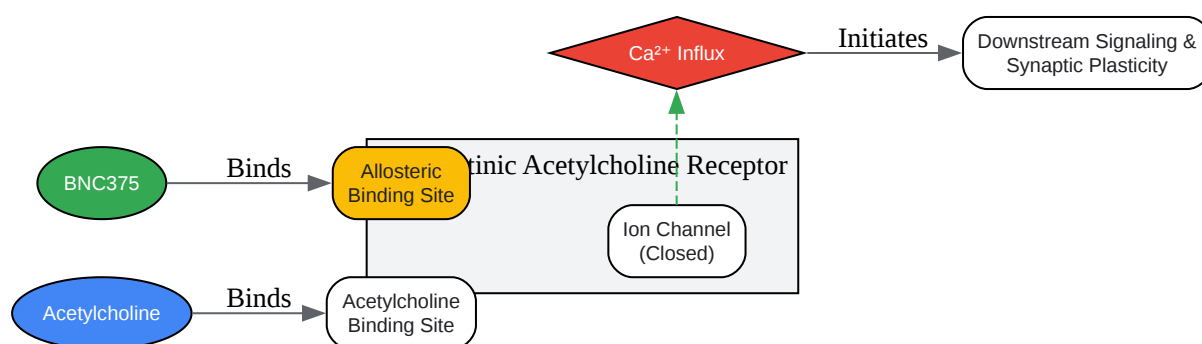 Ca²⁺ Influx
Initiates
Downstream Signaling &
Synaptic Plasticity
BNC375
Binds
Allosteric
Binding Site
tinic Acetylcholine Receptor
Ion Channel
(Closed)
Acetylcholine
Binds
Acetylcholine
Binding Site